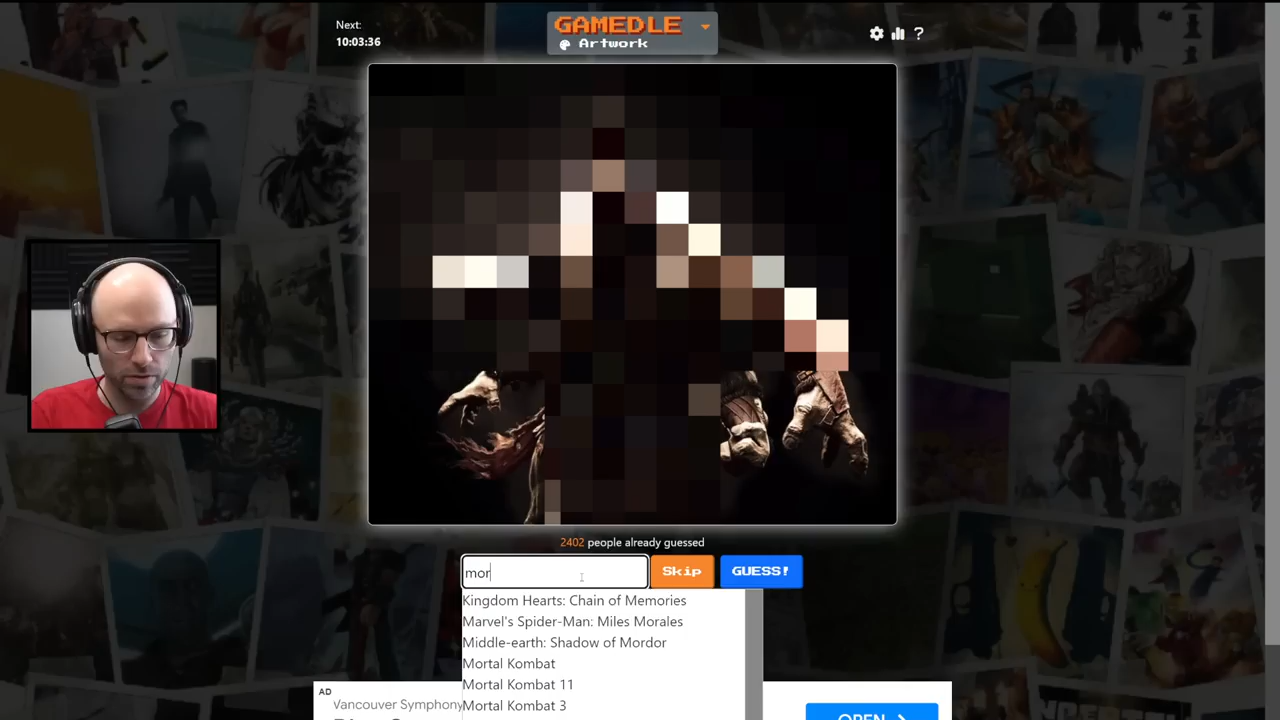 Next:
10:03:36
GAMEDLE
Artwork
?
2402 people already guessed
mor
Skip
GUESS!
Kingdom Hearts: Chain of Memories
Marvel's Spider-Man: Miles Morales
Middle-earth: Shadow of Mordor
Mortal Kombat
Mortal Kombat 11
Mortal Kombat 3
AD
Vancouver Symphony
OPEN